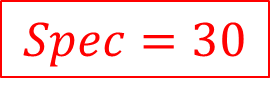 Spec = 30